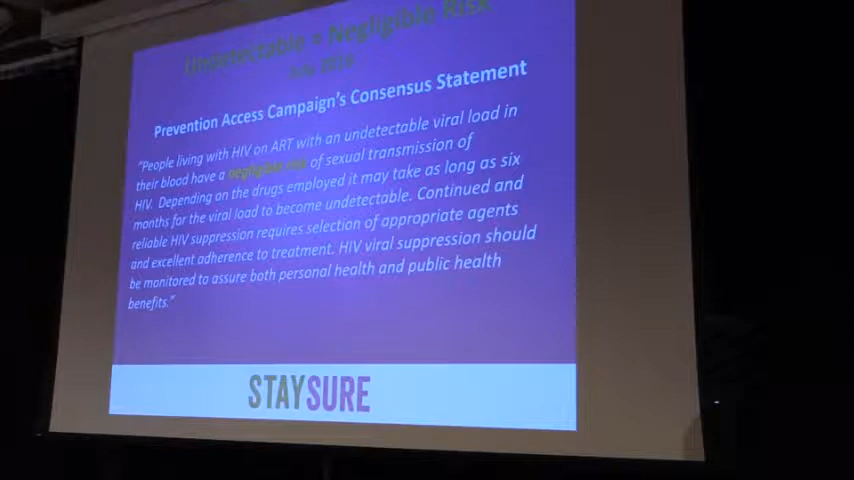 Undetectable = Negligible Risk
July 2016
Prevention Access Campaign's Consensus Statement
"People living with HIV on ART with an undetectable viral load in
their blood have a negligible risk of sexual transmission of
HIV. Depending on the drugs employed it may take as long as six
months for the viral load to become undetectable. Continued and
reliable HIV suppression requires selection of appropriate agents
and excellent adherence to treatment. HIV viral suppression should
be monitored to assure both personal health and public health
benefits."
STAYSURE